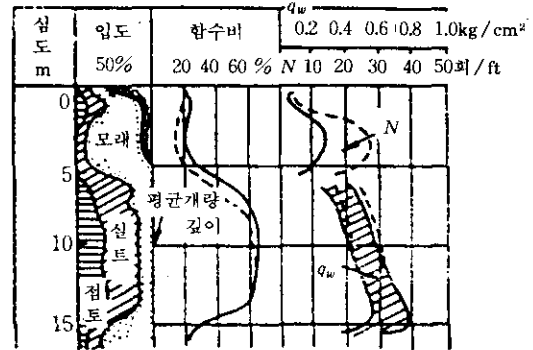 q_w
심도 m
입도 50%
함수비
0.2 0.4 0.6 0.8 1.0kg/cm²
20 40 60 % N 10 20 30 40 50회/ft
0
모래
N
5
평균개량
깊이
실트
10
q_w
점토
15